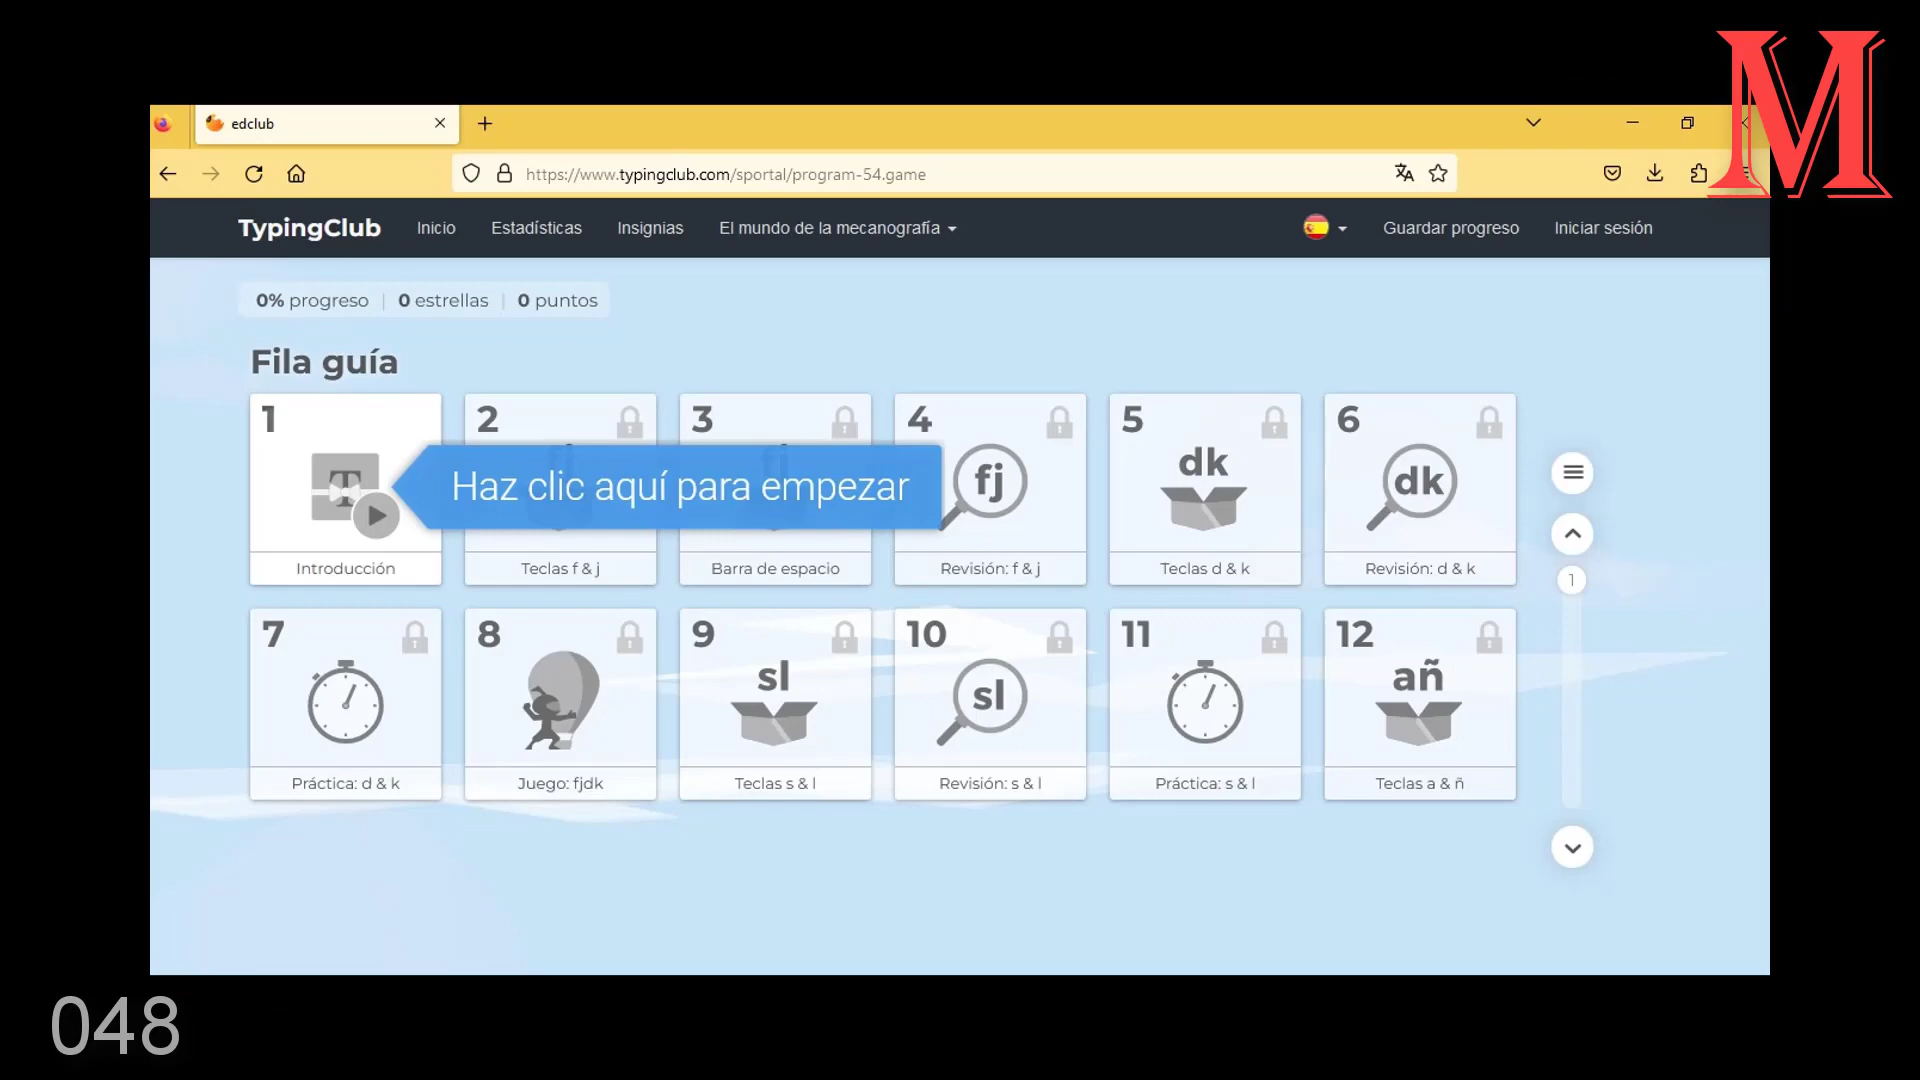 M
edclub
https://www.typingclub.com/sportal/program-54.game
TypingClub Inicio Estadísticas Insignias El mundo de la mecanografía Guardar progreso Iniciar sesión
0% progreso | 0 estrellas | 0 puntos
Fila guía
1 2 3 4 5 6
Haz clic aquí para empezar
fj dk dk
Introducción Teclas f & j Barra de espacio Revisión: f & j Teclas d & k Revisión: d & k
1
7 8 9 10 11 12
sl sl añ
Práctica: d & k Juego: fjdk Teclas s & l Revisión: s & l Práctica: s & l Teclas a & ñ
048